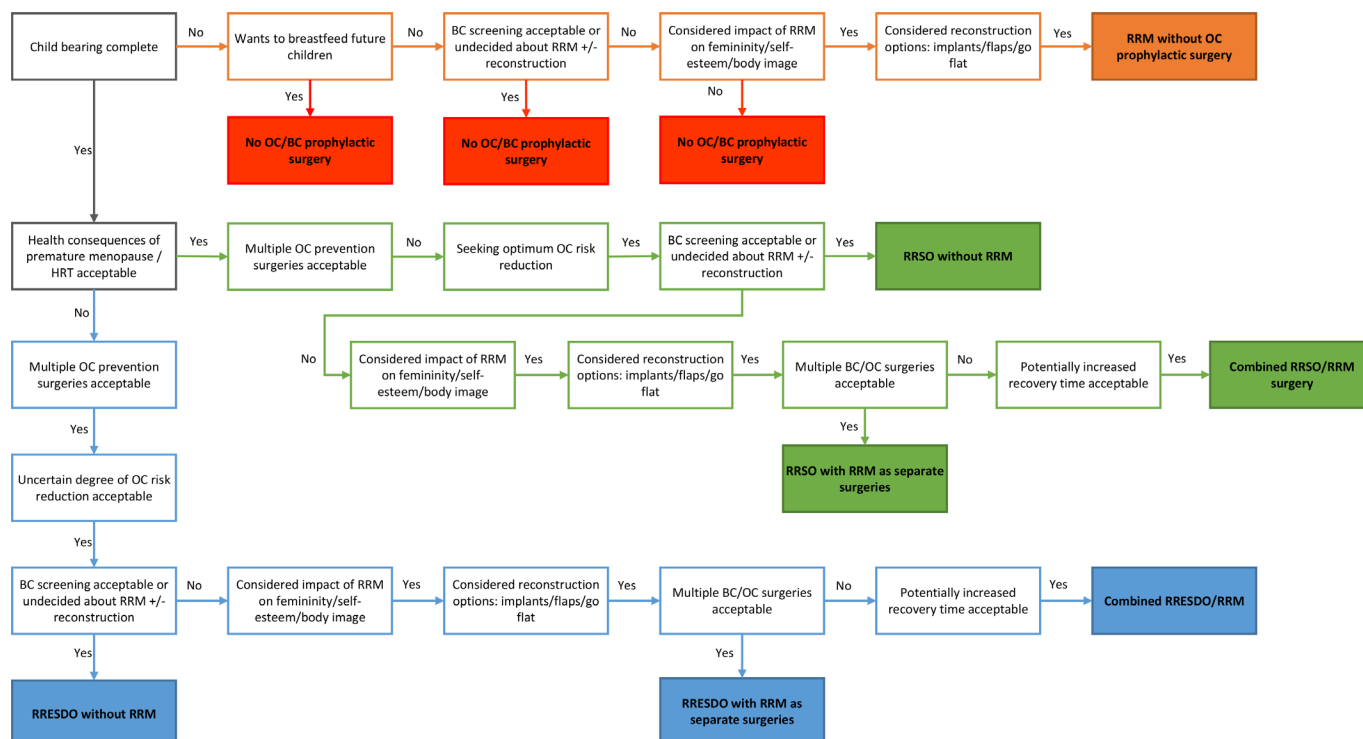 Child bearing complete
No
Wants to breastfeed future
children
No
BC screening acceptable or
undecided about RRM +/-
reconstruction
No
Considered impact of RRM
on femininity/self-
esteem/body image
Yes
Considered reconstruction
options: implants/flaps/go
flat
Yes
RRM without OC
prophylactic surgery
Yes
Yes
No
Yes
No OC/BC prophylactic
surgery
No OC/BC prophylactic
surgery
No OC/BC prophylactic
surgery
Health consequences of
premature menopause /
HRT acceptable
Yes
Multiple OC prevention
surgeries acceptable
No
Seeking optimum OC risk
reduction
Yes
BC screening acceptable or
undecided about RRM +/-
reconstruction
Yes
RRSO without RRM
No
No
Considered impact of RRM
on femininity/self-
esteem/body image
Yes
Considered reconstruction
options: implants/flaps/go
flat
Yes
Multiple BC/OC surgeries
acceptable
No
Potentially increased
recovery time acceptable
Yes
Combined RRSO/RRM
surgery
Multiple OC prevention
surgeries acceptable
Yes
Yes
RRSO with RRM as separate
surgeries
Uncertain degree of OC risk
reduction acceptable
Yes
BC screening acceptable or
undecided about RRM +/-
reconstruction
No
Considered impact of RRM
on femininity/self-
esteem/body image
Yes
Considered reconstruction
options: implants/flaps/go
flat
Yes
Multiple BC/OC surgeries
acceptable
No
Potentially increased
recovery time acceptable
Yes
Combined RRESDO/RRM
Yes
Yes
RRESDO without RRM
RRESDO with RRM as
separate surgeries